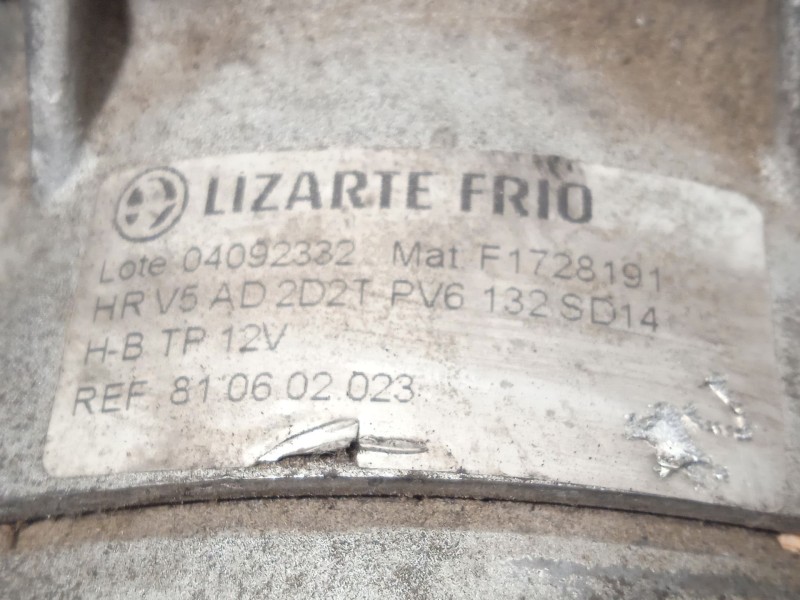 LIZARTE FRIO
Lote 04092332 Mat. F1728191
HR V5 AD 2D2T PV6 132 SD14
H-B TP 12V
REF 81 06 02 023